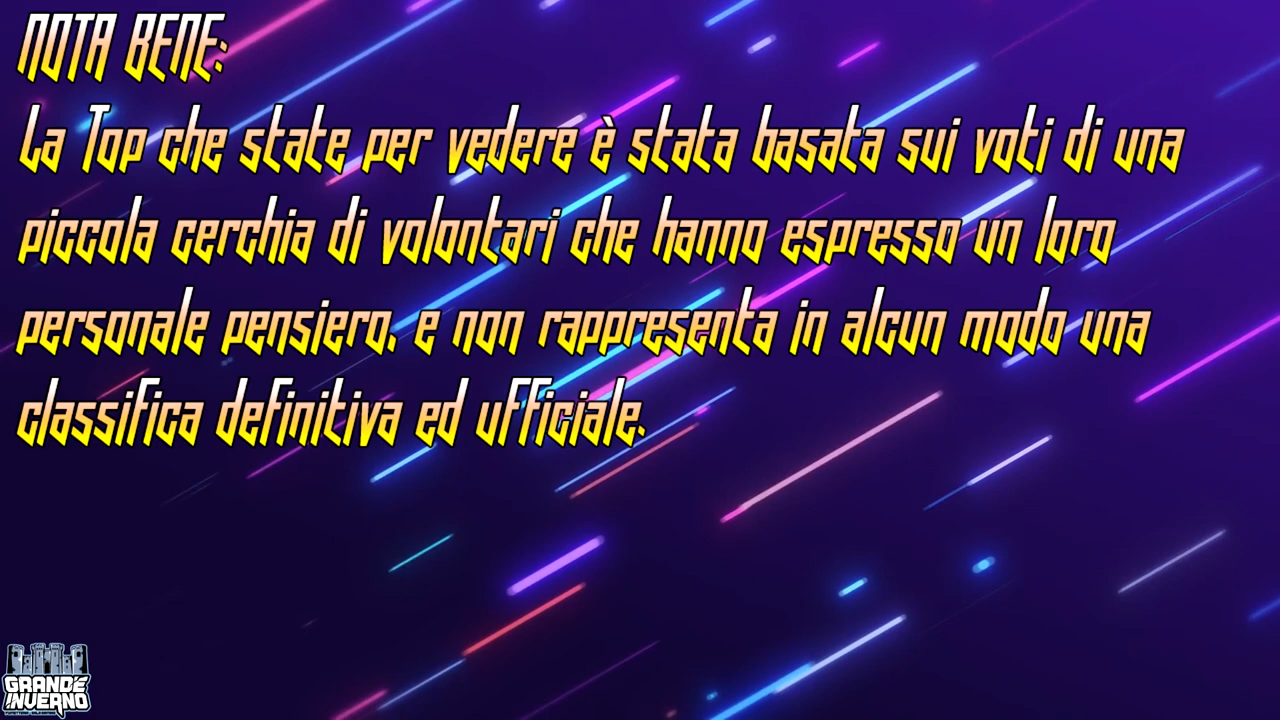 NOTA BENE:
La Top che state per vedere è stata basata sui voti di una
piccola cerchia di volontari che hanno espresso un loro
personale pensiero, e non rappresenta in alcun modo una
classifica definitiva ed ufficiale.
GRANDE
INVERNO